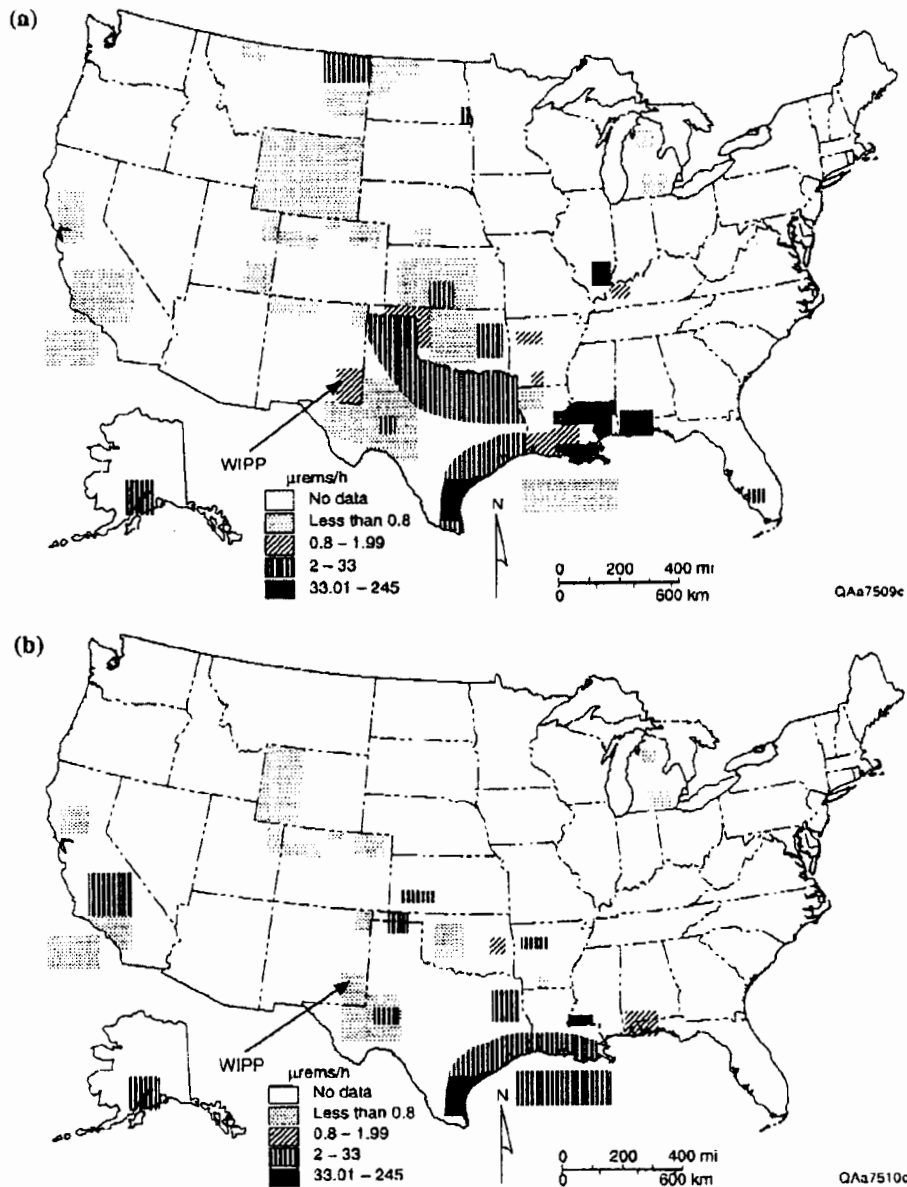 (a)
WIPP
µrems/h
No data
Less than 0.8
0.8 – 1.99
2 – 33
33.01 – 245
N
0 200 400 mi
0 600 km
QAa7509c
(b)
WIPP
µrems/h
No data
Less than 0.8
0.8 – 1.99
2 – 33
33.01 – 245
N
0 200 400 mi
0 600 km
QAa7510c